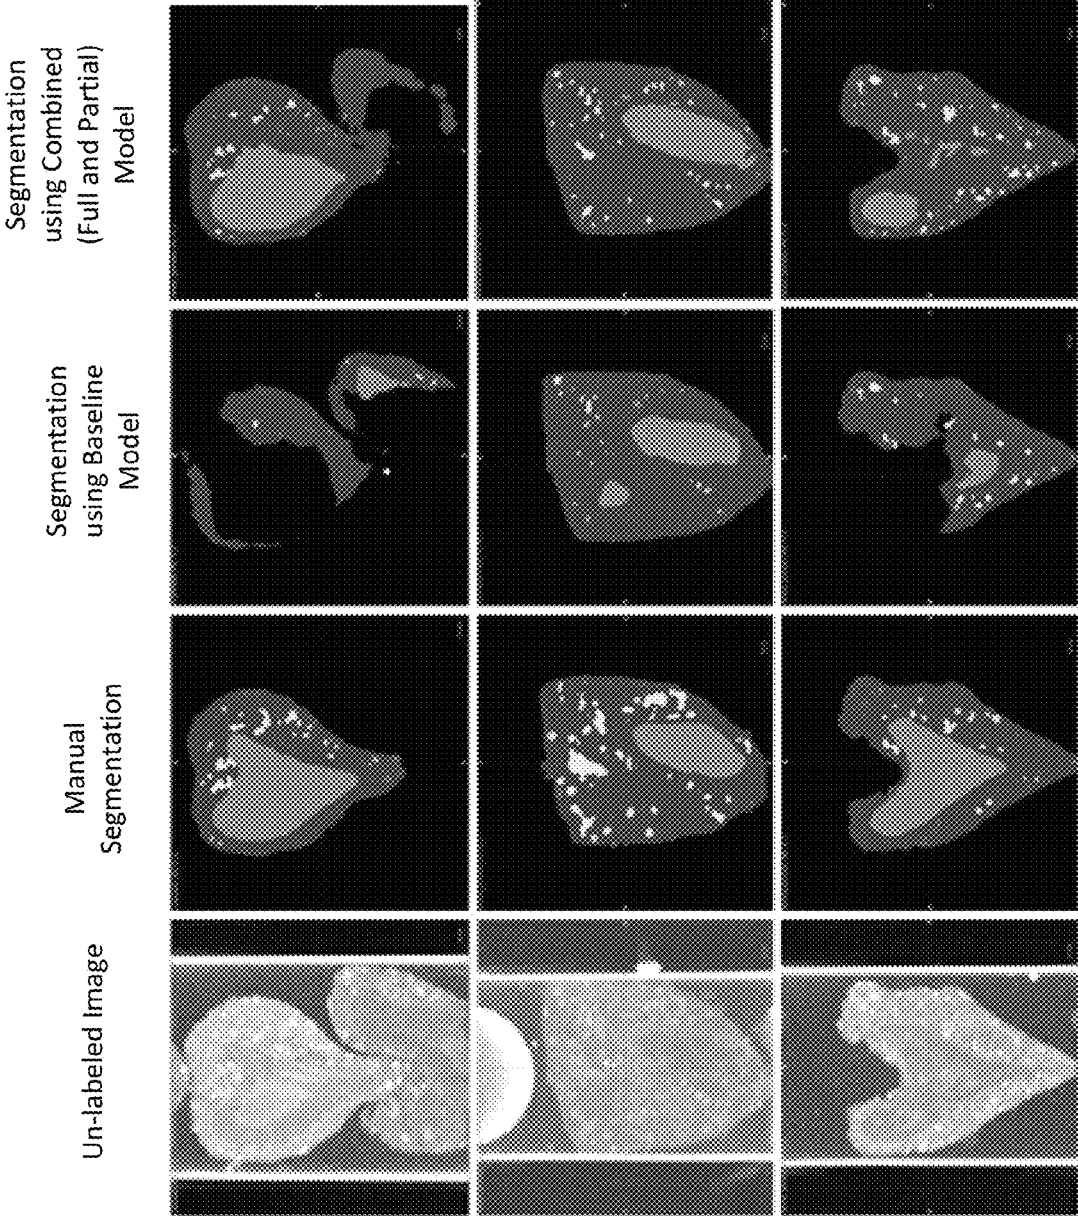 Un-labeled Image
Manual
Segmentation
Segmentation
using Baseline
Model
Segmentation
using Combined
(Full and Partial)
Model